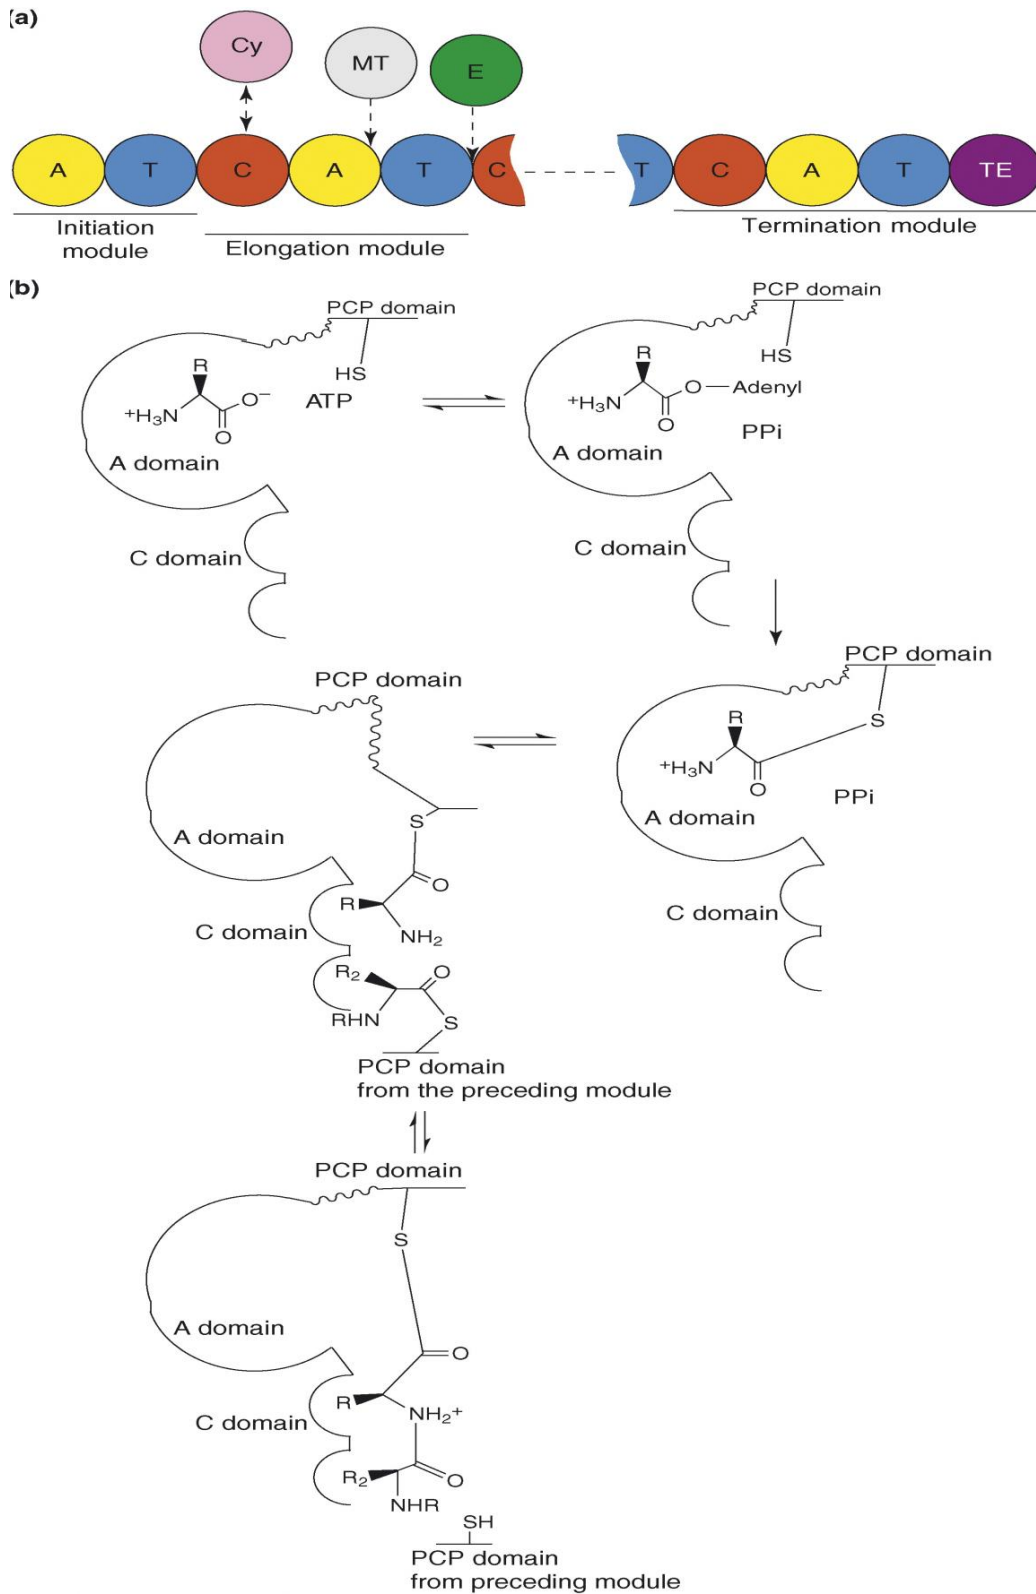 (a)
Cy
MT
E
A T C A T C T C A T TE
Initiation
module
Elongation module
Termination module
(b)
PCP domain
HS
R
O−
ATP
+H3N
O
A domain
C domain
PCP domain
HS
R
O—Adenyl
+H3N
O
PPi
A domain
C domain
PCP domain
S
R
+H3N
O
PPi
A domain
C domain
PCP domain
S
A domain
O
R
C domain
NH2
R2
O
RHN
S
PCP domain
from the preceding module
PCP domain
S
A domain
O
R
C domain
NH2+
R2
O
NHR
SH
PCP domain
from preceding module